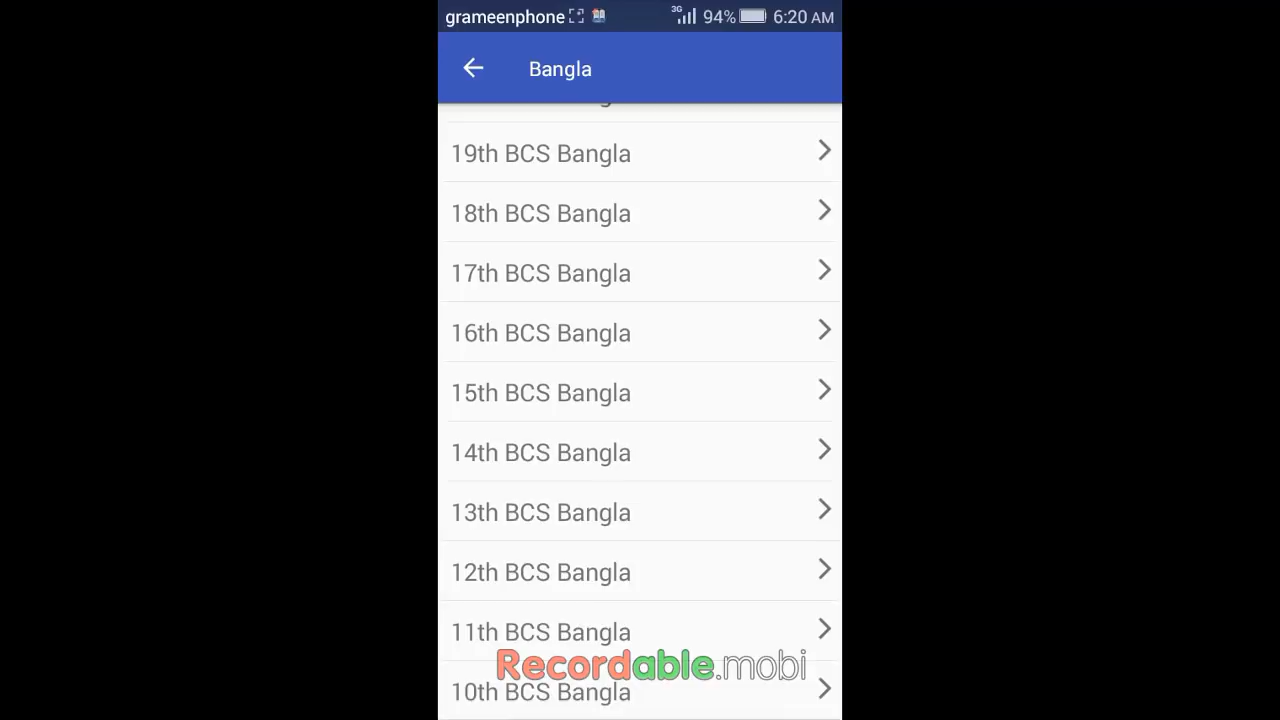 grameenphone 3G 94% 6:20 AM
Bangla
19th BCS Bangla
18th BCS Bangla
17th BCS Bangla
16th BCS Bangla
15th BCS Bangla
14th BCS Bangla
13th BCS Bangla
12th BCS Bangla
11th BCS Bangla
Recordable.mobi
10th BCS Bangla